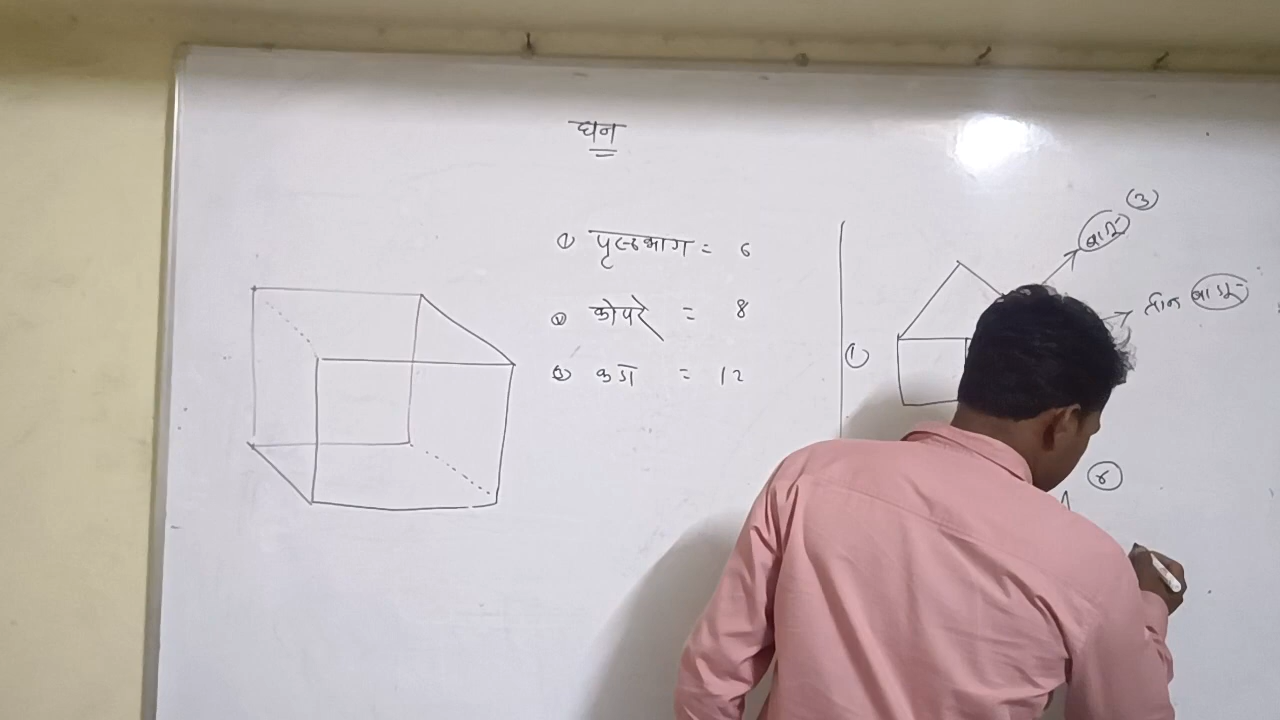 घन
① पृष्ठभाग = 6
② कोपरे = 8
③ कडा = 12
①
बाजू
③
तीन बाजू
④